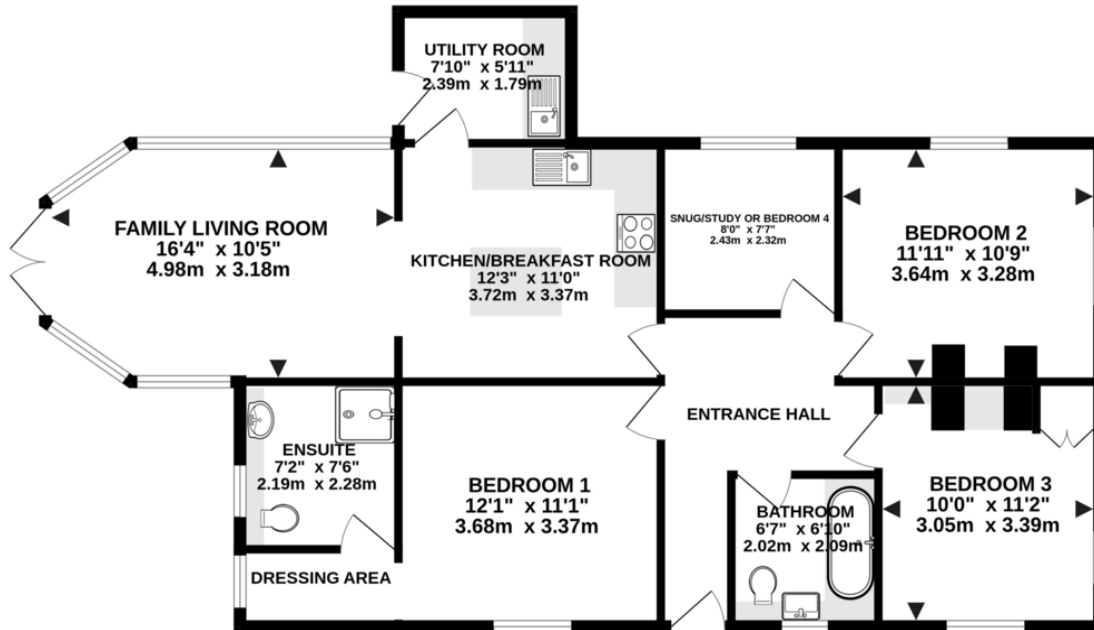 UTILITY ROOM
7'10" x 5'11"
2.39m x 1.79m
FAMILY LIVING ROOM
16'4" x 10'5"
4.98m x 3.18m
KITCHEN/BREAKFAST ROOM
12'3" x 11'0"
3.72m x 3.37m
SNUG/STUDY OR BEDROOM 4
8'0" x 7'7"
2.43m x 2.32m
BEDROOM 2
11'11" x 10'9"
3.64m x 3.28m
ENSUITE
7'2" x 7'6"
2.19m x 2.28m
DRESSING AREA
BEDROOM 1
12'1" x 11'1"
3.68m x 3.37m
ENTRANCE HALL
BATHROOM
6'7" x 6'10"
2.02m x 2.09m
BEDROOM 3
10'0" x 11'2"
3.05m x 3.39m